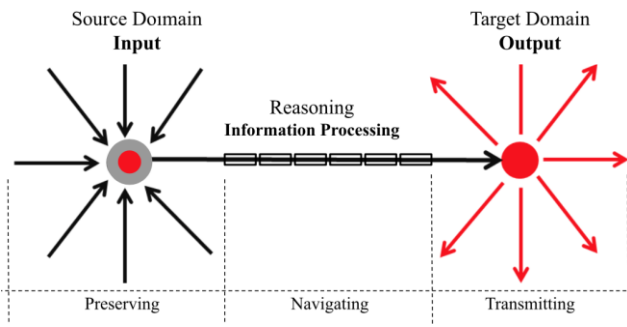 Source Domain
Input
Target Domain
Output
Reasoning
Information Processing
Preserving
Navigating
Transmitting